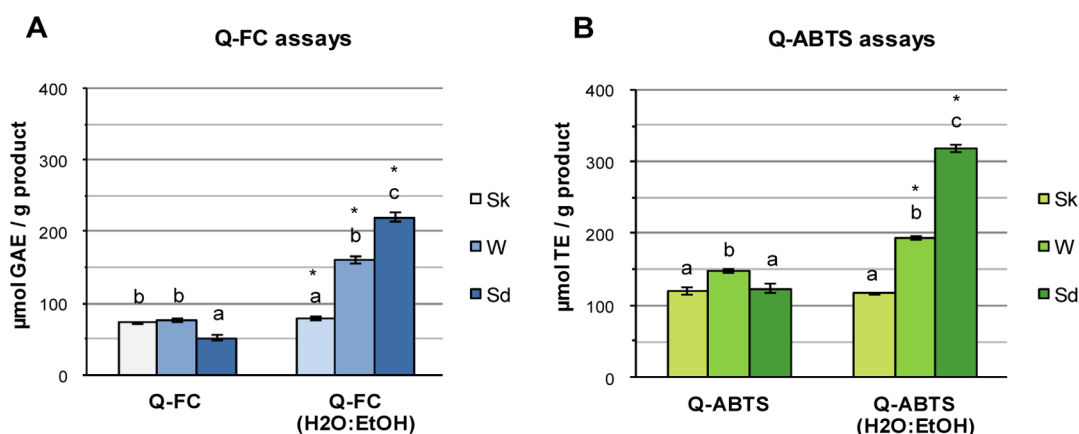 A
Q-FC assays
µmol GAE / g product
400
300
200
100
0
b
b
a
*
a
*
b
*
c
Q-FC
Q-FC
(H2O:EtOH)
Sk
W
Sd
B
Q-ABTS assays
µmol TE / g product
400
300
200
100
0
a
b
a
a
*
b
*
c
Q-ABTS
Q-ABTS
(H2O:EtOH)
Sk
W
Sd